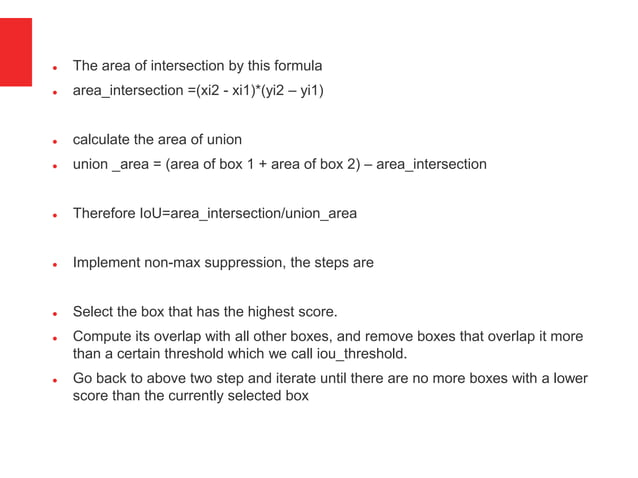 The area of intersection by this formula
area_intersection =(xi2 - xi1)*(yi2 – yi1)
calculate the area of union
union _area = (area of box 1 + area of box 2) – area_intersection
Therefore IoU=area_intersection/union_area
Implement non-max suppression, the steps are
Select the box that has the highest score.
Compute its overlap with all other boxes, and remove boxes that overlap it more
than a certain threshold which we call iou_threshold.
Go back to above two step and iterate until there are no more boxes with a lower
score than the currently selected box